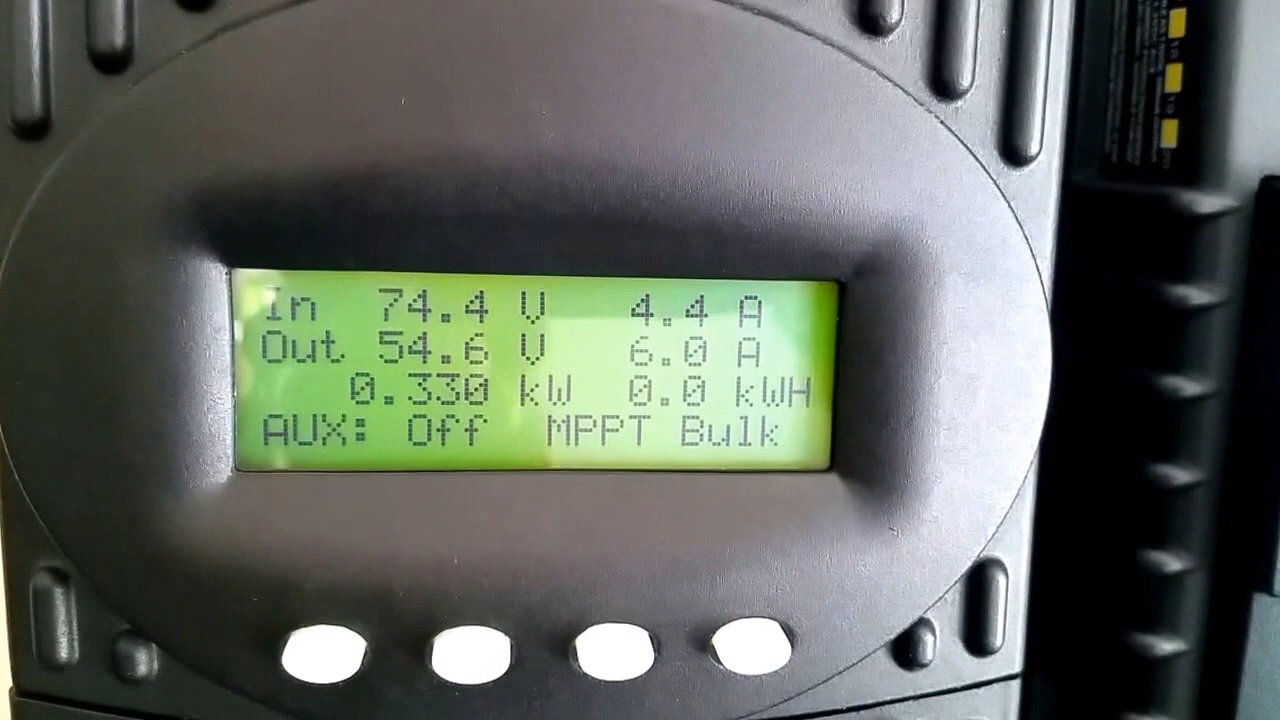 In 74.4 V 4.4 A
Out 54.6 V 6.0 A
0.330 kW 0.0 kWH
AUX: Off MPPT Bulk